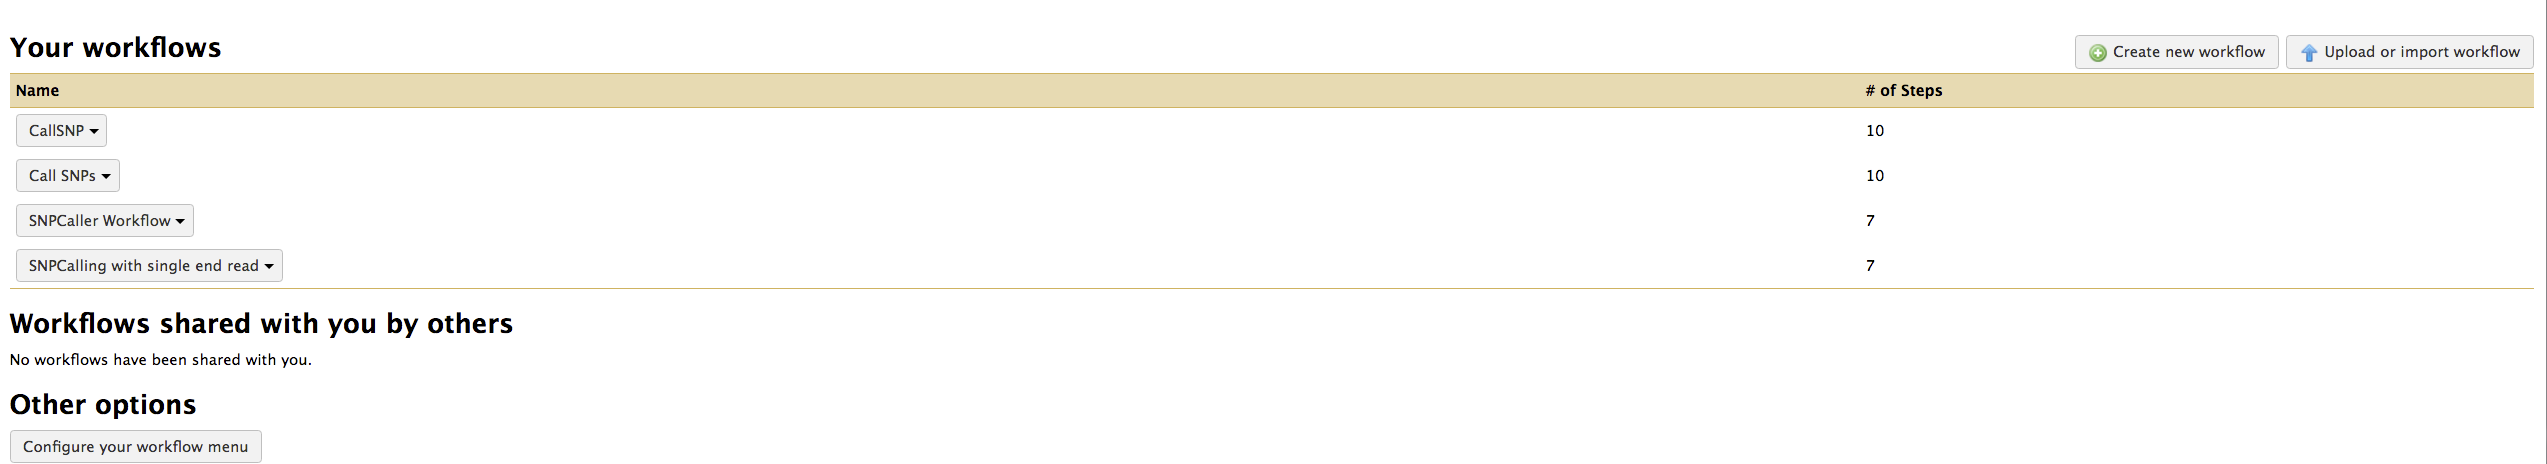 Your workflows
Create new workflow
Upload or import workflow
Name # of Steps
CallSNP 10
Call SNPs 10
SNPCaller Workflow 7
SNPCalling with single end read 7
Workflows shared with you by others
No workflows have been shared with you.
Other options
Configure your workflow menu